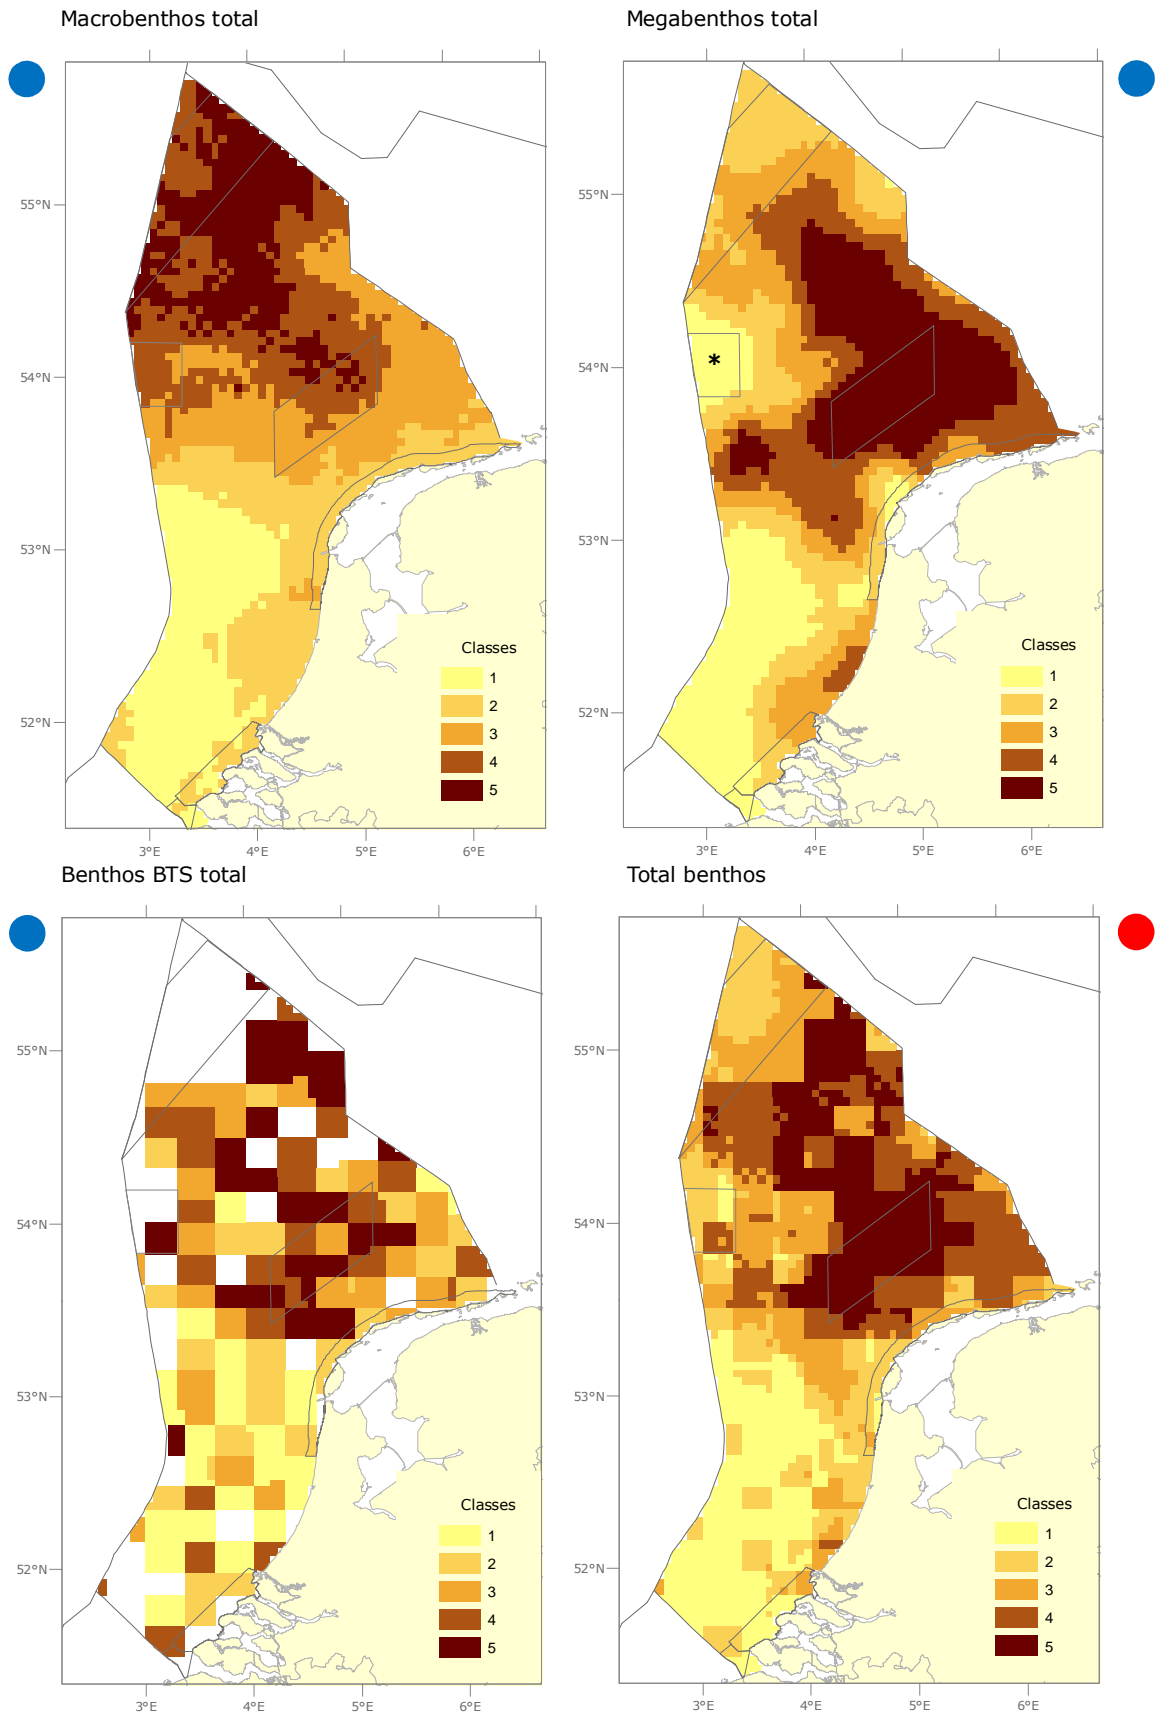 Macrobenthos total
55°N
54°N
53°N
52°N
3°E 4°E 5°E 6°E
Classes
1
2
3
4
5
Megabenthos total
55°N
54°N
53°N
52°N
3°E 4°E 5°E 6°E
*
Classes
1
2
3
4
5
Benthos BTS total
55°N
54°N
53°N
52°N
3°E 4°E 5°E 6°E
Classes
1
2
3
4
5
Total benthos
55°N
54°N
53°N
52°N
3°E 4°E 5°E 6°E
Classes
1
2
3
4
5